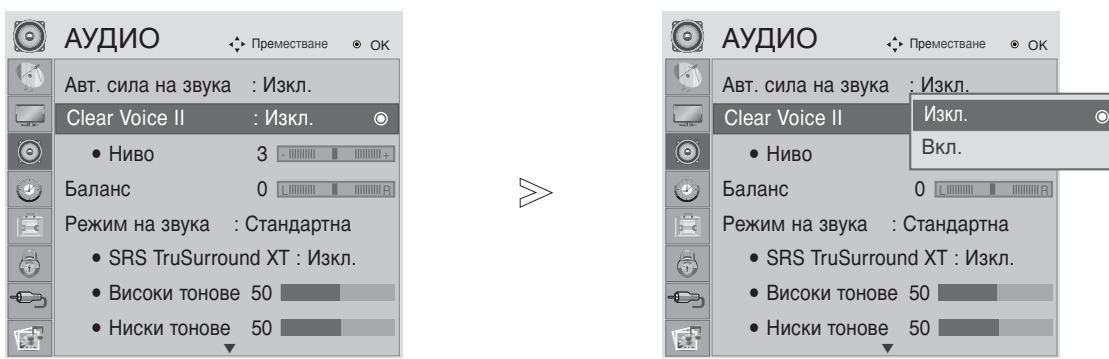 АУДИО Преместване OK
Авт. сила на звука : Изкл.
Clear Voice II : Изкл.
• Ниво 3 - +
Баланс 0 L R
Режим на звука : Стандартна
• SRS TruSurround XT : Изкл.
• Високи тонове 50
• Ниски тонове 50
АУДИО Преместване OK
Авт. сила на звука : Изкл.
Clear Voice II Изкл.
Вкл.
• Ниво
Баланс 0 L R
Режим на звука : Стандартна
• SRS TruSurround XT : Изкл.
• Високи тонове 50
• Ниски тонове 50